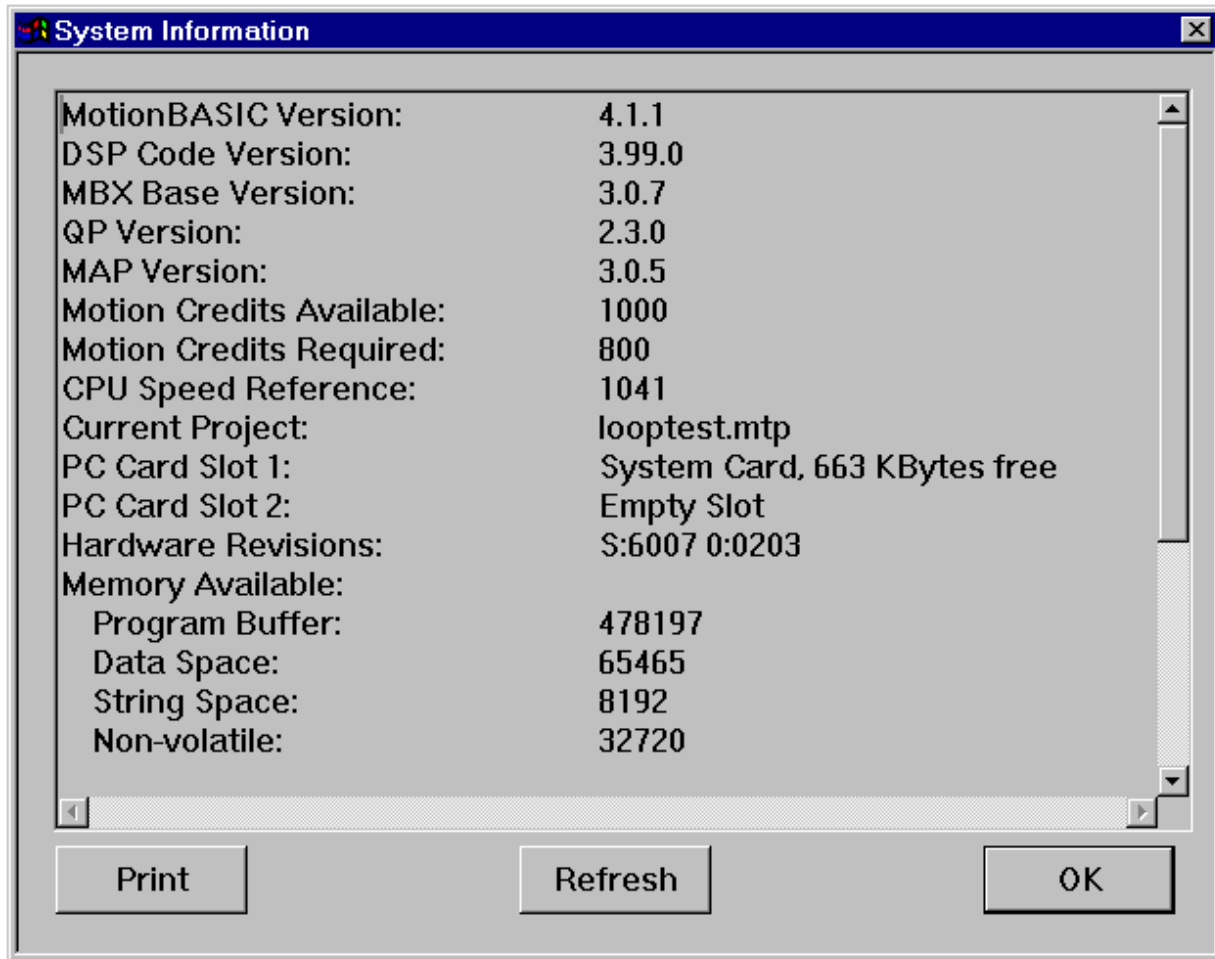 System Information
MotionBASIC Version: 4.1.1
DSP Code Version: 3.99.0
MBX Base Version: 3.0.7
QP Version: 2.3.0
MAP Version: 3.0.5
Motion Credits Available: 1000
Motion Credits Required: 800
CPU Speed Reference: 1041
Current Project: looptest.mtp
PC Card Slot 1: System Card, 663 KBytes free
PC Card Slot 2: Empty Slot
Hardware Revisions: S:6007 0:0203
Memory Available:
Program Buffer: 478197
Data Space: 65465
String Space: 8192
Non-volatile: 32720
Print Refresh OK